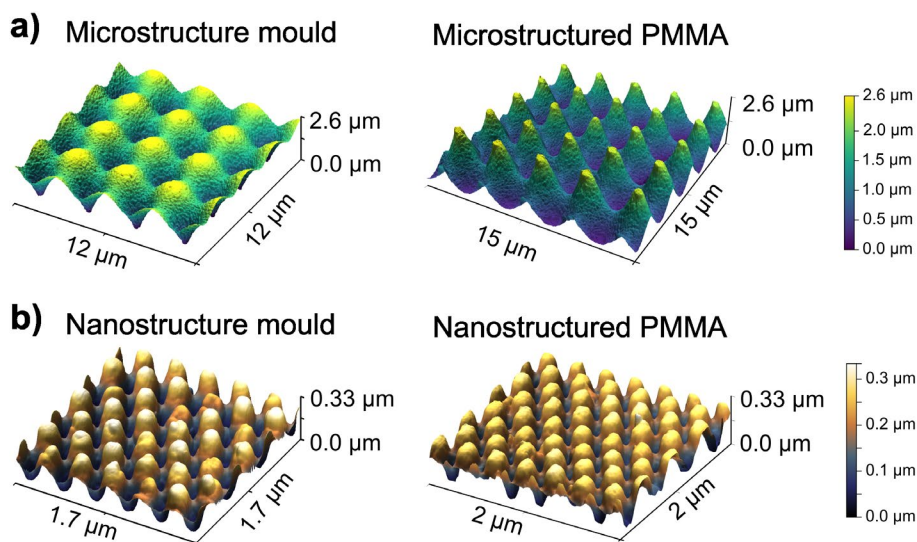 a) Microstructure mould
Microstructured PMMA
2.6 µm
0.0 µm
12 µm
12 µm
2.6 µm
0.0 µm
15 µm
15 µm
2.6 µm
2.0 µm
1.5 µm
1.0 µm
0.5 µm
0.0 µm
b) Nanostructure mould
Nanostructured PMMA
0.33 µm
0.0 µm
1.7 µm
1.7 µm
0.33 µm
0.0 µm
2 µm
2 µm
0.3 µm
0.2 µm
0.1 µm
0.0 µm